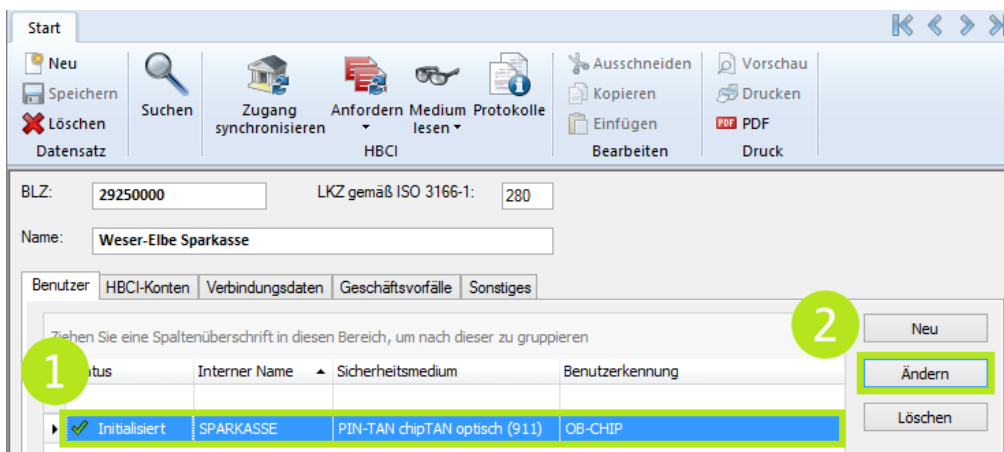 Start
Neu
Speichern
Löschen
Datensatz
Suchen
Zugang
synchronisieren
Anfordern
Medium
lesen
Protokolle
HBCI
Ausschneiden
Kopieren
Einfügen
Bearbeiten
Vorschau
Drucken
PDF PDF
Druck
BLZ: 29250000 LKZ gemäß ISO 3166-1: 280
Name: Weser-Elbe Sparkasse
Benutzer HBCI-Konten Verbindungsdaten Geschäftsvorfälle Sonstiges
Ziehen Sie eine Spaltenüberschrift in diesen Bereich, um nach dieser zu gruppieren
2
Neu
1
tus Interner Name Sicherheitsmedium Benutzerkennung
Ändern
Löschen
Initialisiert SPARKASSE PIN-TAN chipTAN optisch (911) OB-CHIP